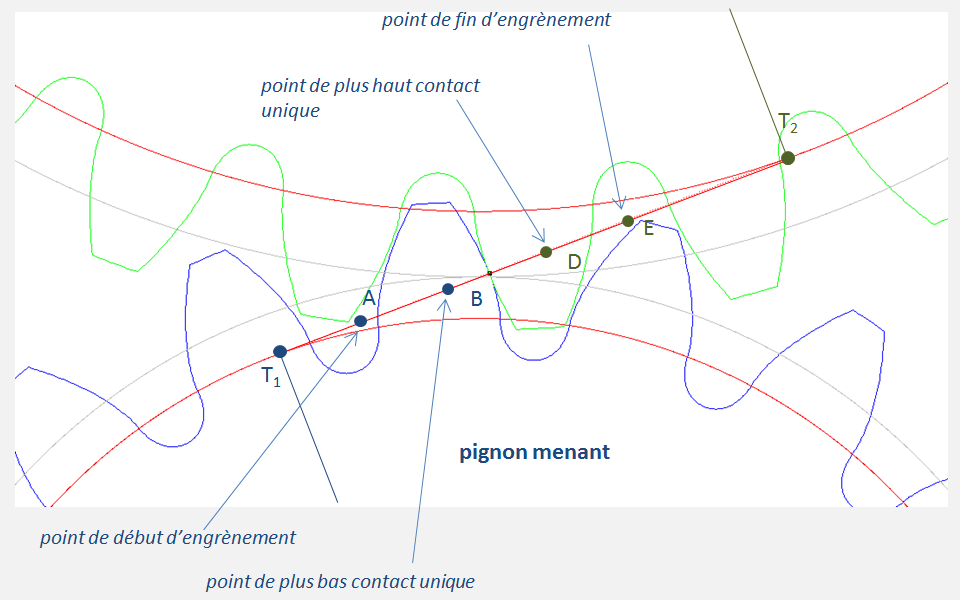 point de fin d’engrènement
point de plus haut contact
unique
T₂
E
D
A
B
T₁
pignon menant
point de début d’engrènement
point de plus bas contact unique